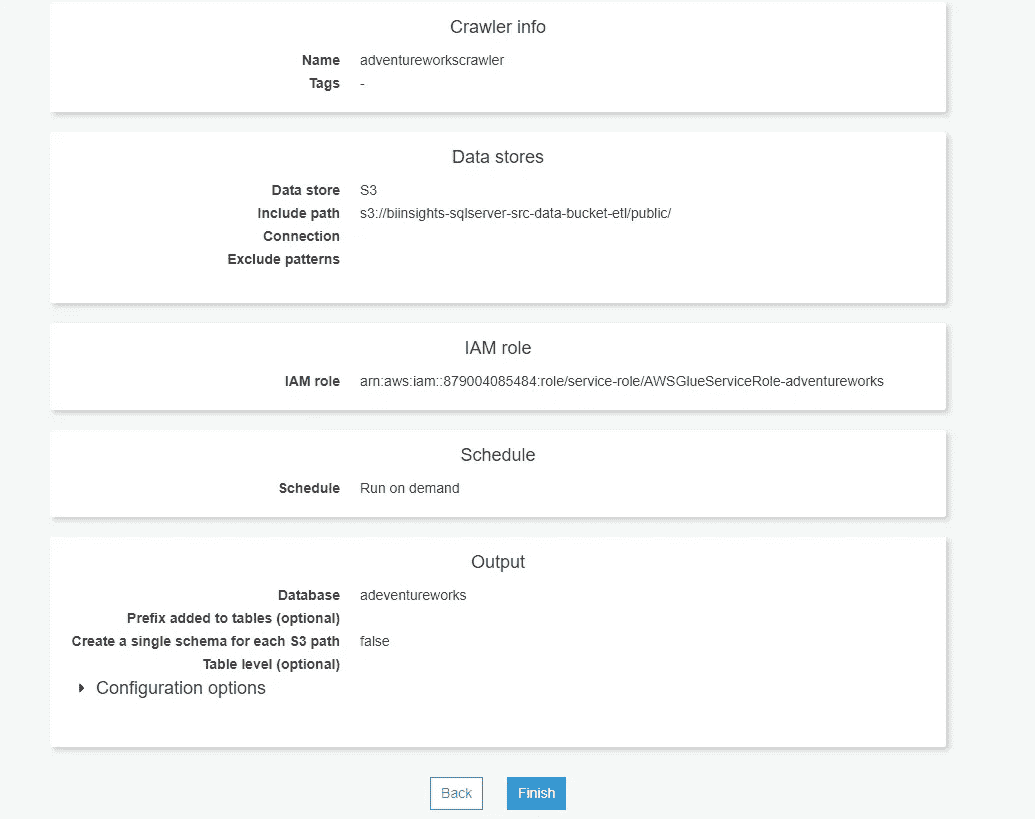 Crawler info
Name adventureworkscrawler
Tags -
Data stores
Data store S3
Include path s3://biinsights-sqlserver-src-data-bucket-etl/public/
Connection
Exclude patterns
IAM role
IAM role arn:aws:iam::879004085484:role/service-role/AWSGlueServiceRole-adventureworks
Schedule
Schedule Run on demand
Output
Database adeventureworks
Prefix added to tables (optional)
Create a single schema for each S3 path false
Table level (optional)
Configuration options
Back Finish